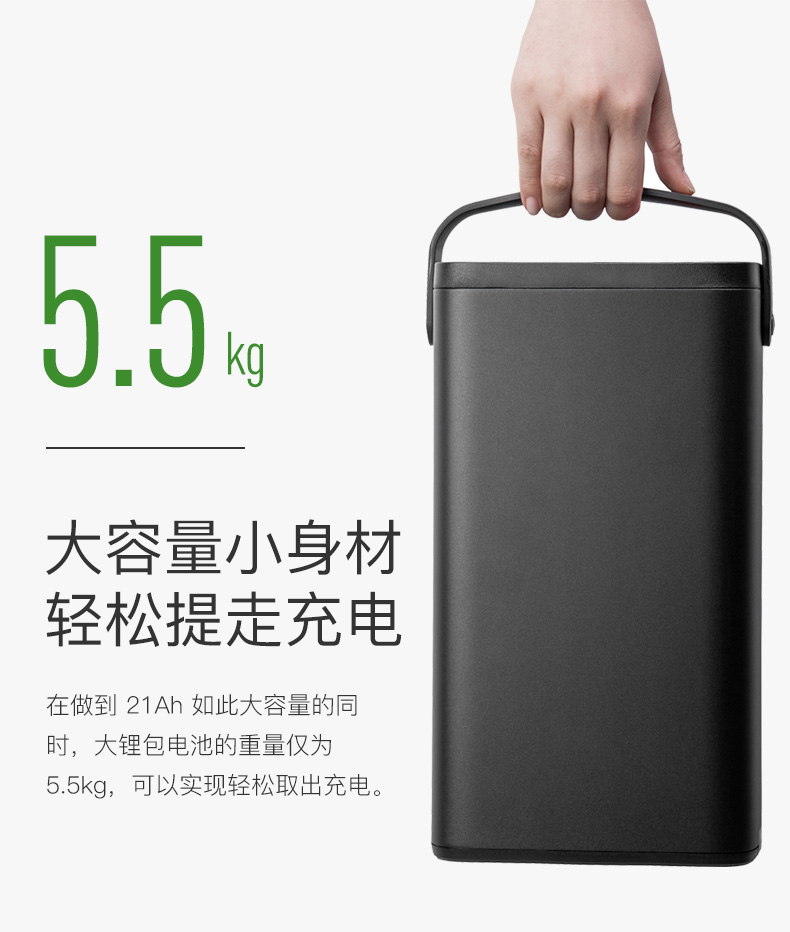 5.5 kg
大容量小身材
轻松提走充电
在做到 21Ah 如此大容量的同
时，大锂包电池的重量仅为
5.5kg，可以实现轻松取出充电。